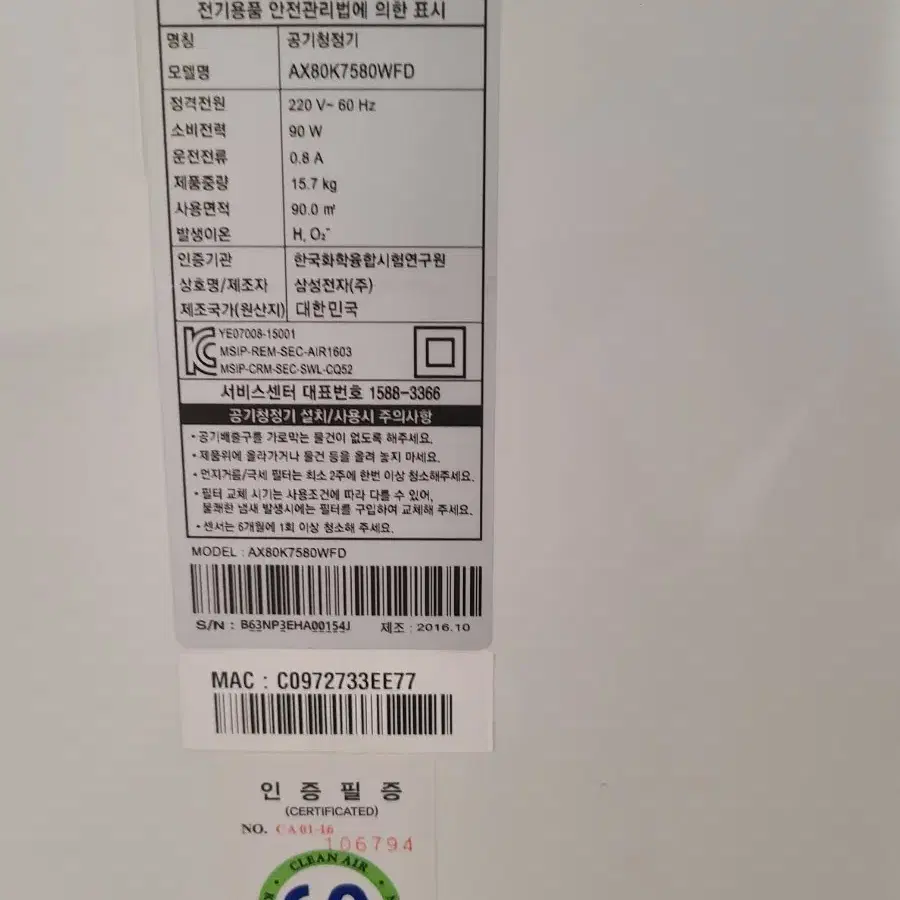 전기용품 안전관리법에 의한 표시
명칭 공기청정기
모델명 AX80K7580WFD
정격전원 220 V~ 60 Hz
소비전력 90 W
운전전류 0.8 A
제품중량 15.7 kg
사용면적 90.0 ㎡
발생이온 H, O₂⁻
인증기관 한국화학융합시험연구원
상호명/제조자 삼성전자(주)
제조국가(원산지) 대한민국
YE07008-15001
MSIP-REM-SEC-AIR1603
MSIP-CRM-SEC-SWL-CQ52
서비스센터 대표번호 1588-3366
공기청정기 설치/사용시 주의사항
• 공기배출구를 가로막는 물건이 없도록 해주세요.
• 제품위에 올라가거나 물건 등을 올려 놓지 마세요.
• 먼지거름/극세 필터는 최소 2주에 한번 이상 청소해주세요.
• 필터 교체 시기는 사용조건에 따라 다를 수 있어,
불쾌한 냄새 발생시에는 필터를 구입하여 교체해 주세요.
• 센서는 6개월에 1회 이상 청소해 주세요.
MODEL : AX80K7580WFD
S/N : B63NP3EHA00154J 제조 : 2016.10
MAC : C0972733EE77
인 증 필 증
(CERTIFICATED)
NO. CA 01-16
106794
CLEAN AIR